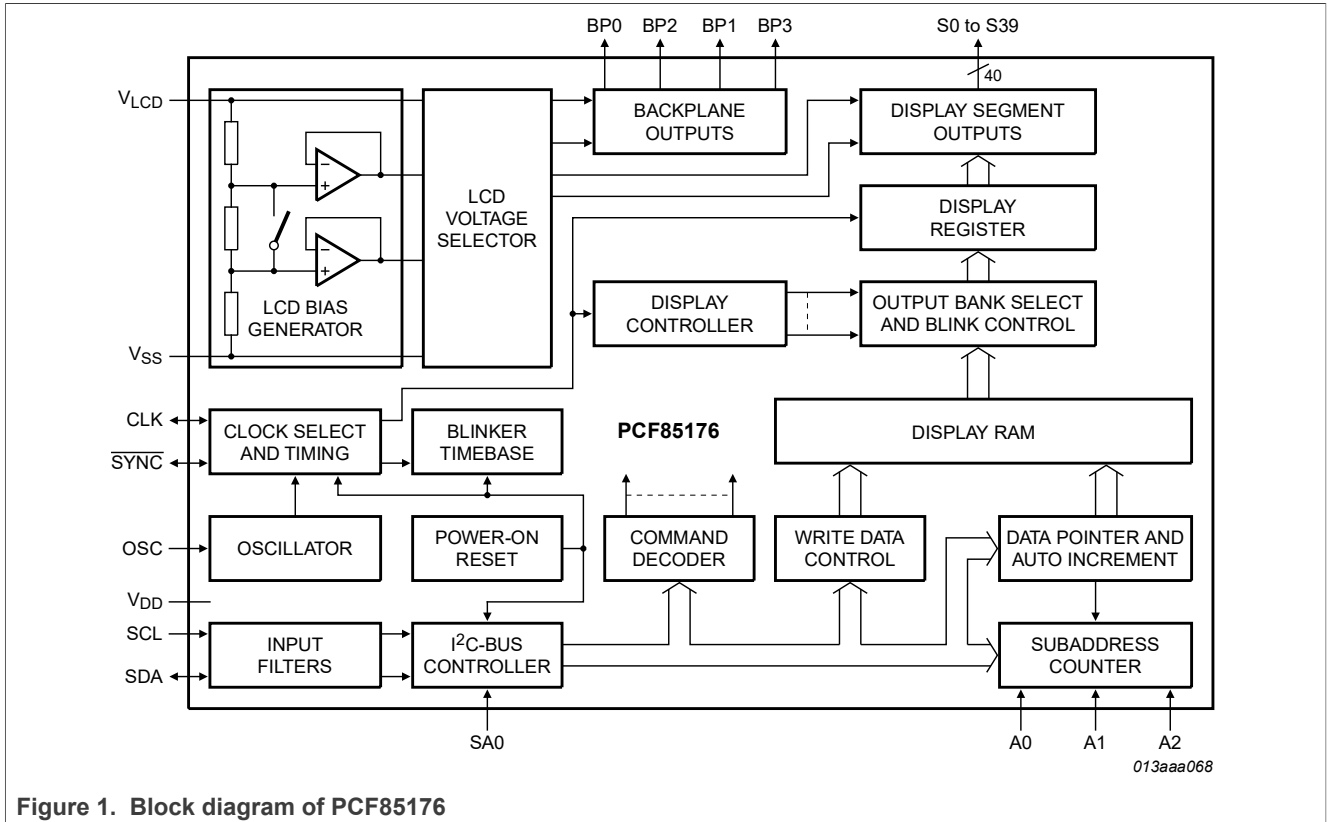 BP0 BP2 BP1 BP3 S0 to S39
40
VLCD
BACKPLANE
OUTPUTS
DISPLAY SEGMENT
OUTPUTS
LCD
VOLTAGE
SELECTOR
DISPLAY
REGISTER
-
+
-
+
LCD BIAS
GENERATOR
DISPLAY
CONTROLLER
OUTPUT BANK SELECT
AND BLINK CONTROL
VSS
CLK
SYNC
CLOCK SELECT
AND TIMING
BLINKER
TIMEBASE
PCF85176
DISPLAY RAM
OSC
OSCILLATOR
POWER-ON
RESET
COMMAND
DECODER
WRITE DATA
CONTROL
DATA POINTER AND
AUTO INCREMENT
VDD
SCL
SDA
INPUT
FILTERS
I2C-BUS
CONTROLLER
SUBADDRESS
COUNTER
SA0 A0 A1 A2
013aaa068
Figure 1. Block diagram of PCF85176